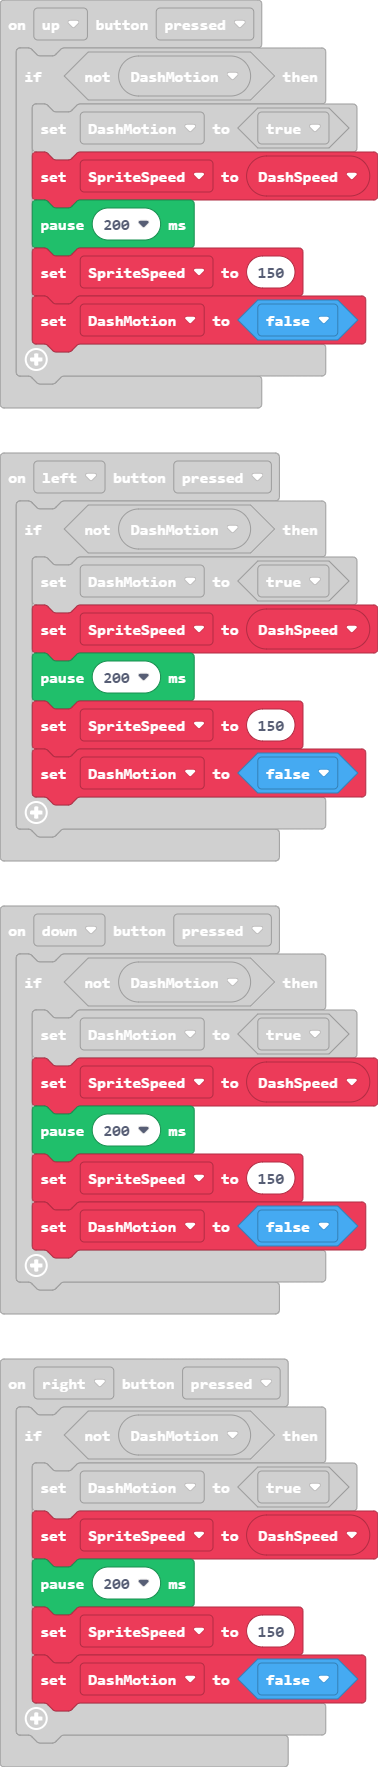 on up button pressed
if not DashMotion then
set DashMotion to true
set SpriteSpeed to DashSpeed
pause 200 ms
set SpriteSpeed to 150
set DashMotion to false
on left button pressed
if not DashMotion then
set DashMotion to true
set SpriteSpeed to DashSpeed
pause 200 ms
set SpriteSpeed to 150
set DashMotion to false
on down button pressed
if not DashMotion then
set DashMotion to true
set SpriteSpeed to DashSpeed
pause 200 ms
set SpriteSpeed to 150
set DashMotion to false
on right button pressed
if not DashMotion then
set DashMotion to true
set SpriteSpeed to DashSpeed
pause 200 ms
set SpriteSpeed to 150
set DashMotion to false